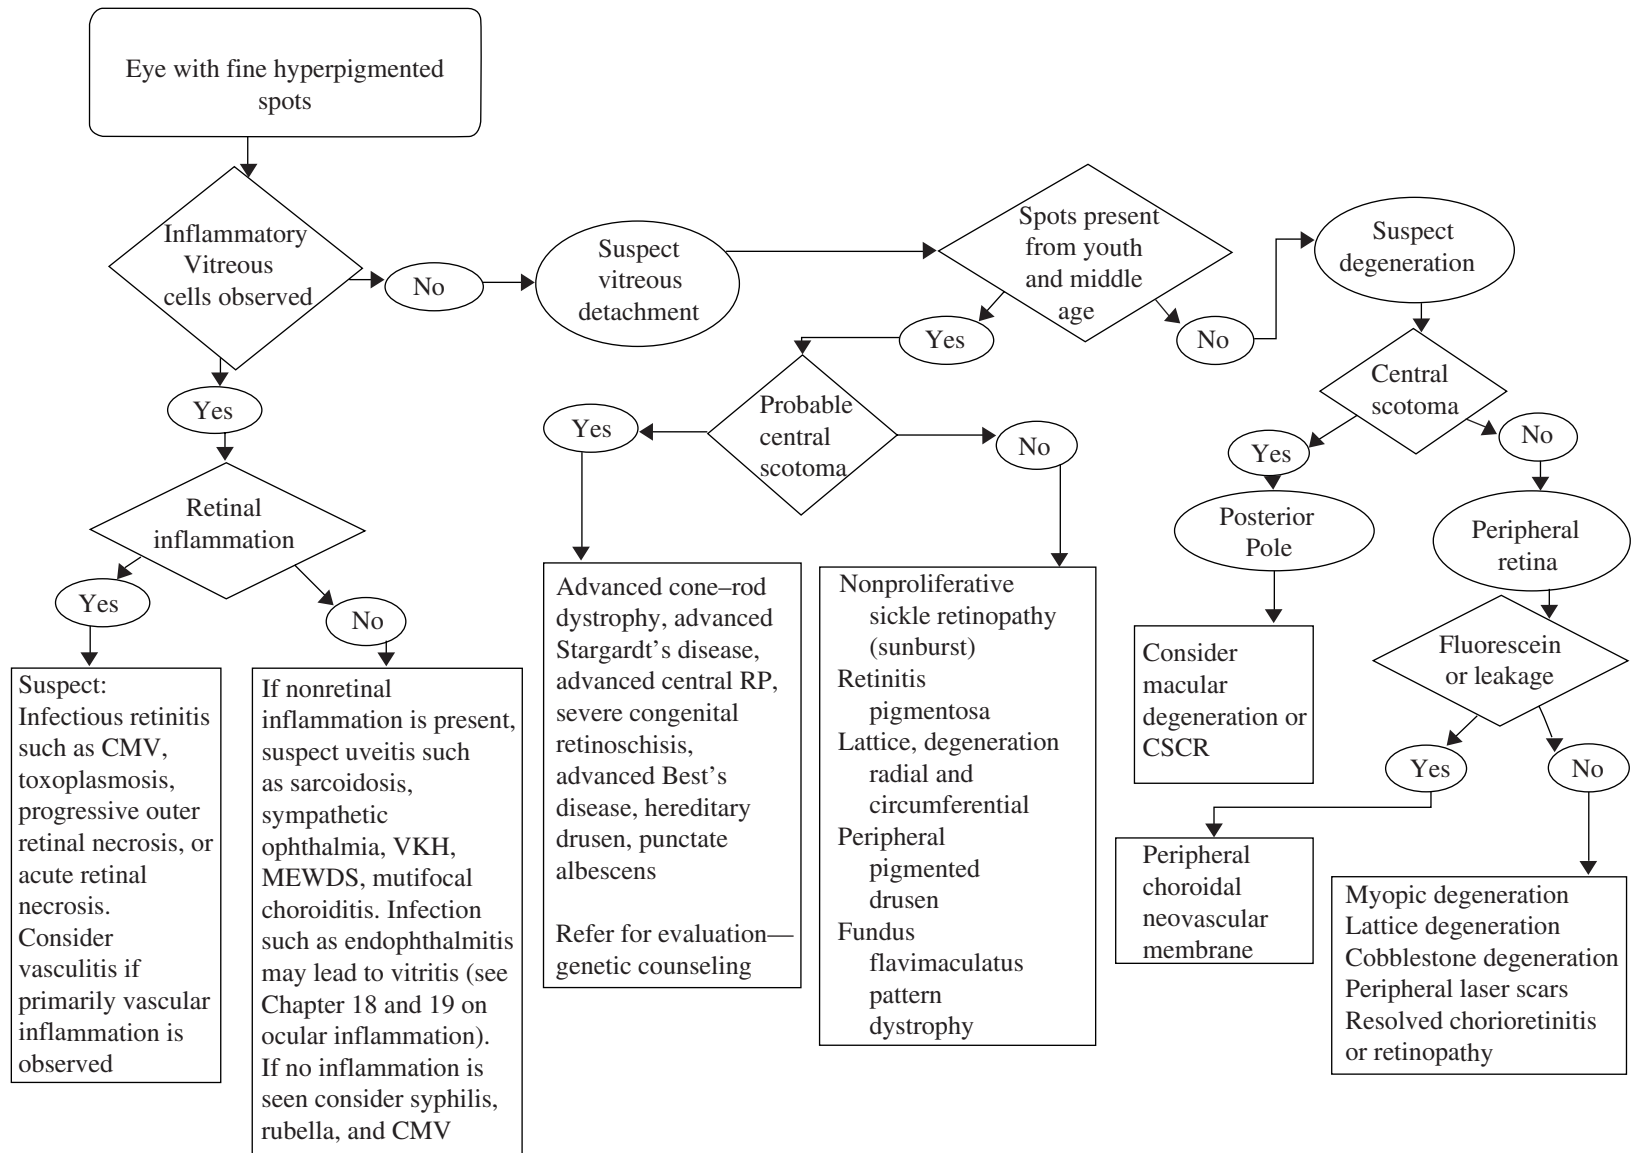 Eye with fine hyperpigmented
spots
Inflammatory
Vitreous
cells observed
No
Suspect
vitreous
detachment
Spots present
from youth
and middle
age
Suspect
degeneration
Yes
No
Yes
Retinal
inflammation
Yes
No
Suspect:
Infectious retinitis
such as CMV,
toxoplasmosis,
progressive outer
retinal necrosis, or
acute retinal
necrosis.
Consider
vasculitis if
primarily vascular
inflammation is
observed
If nonretinal
inflammation is present,
suspect uveitis such
as sarcoidosis,
sympathetic
ophthalmia, VKH,
MEWDS, mutifocal
choroiditis. Infection
such as endophthalmitis
may lead to vitritis (see
Chapter 18 and 19 on
ocular inflammation).
If no inflammation is
seen consider syphilis,
rubella, and CMV
Probable
central
scotoma
Yes
No
Advanced cone–rod
dystrophy, advanced
Stargardt's disease,
advanced central RP,
severe congenital
retinoschisis,
advanced Best's
disease, hereditary
drusen, punctate
albescens
Refer for evaluation—
genetic counseling
Nonproliferative
sickle retinopathy
(sunburst)
Retinitis
pigmentosa
Lattice, degeneration
radial and
circumferential
Peripheral
pigmented
drusen
Fundus
flavimaculatus
pattern
dystrophy
Central
scotoma
Yes
No
Posterior
Pole
Peripheral
retina
Consider
macular
degeneration or
CSCR
Fluorescein
or leakage
Yes
No
Peripheral
choroidal
neovascular
membrane
Myopic degeneration
Lattice degeneration
Cobblestone degeneration
Peripheral laser scars
Resolved chorioretinitis
or retinopathy